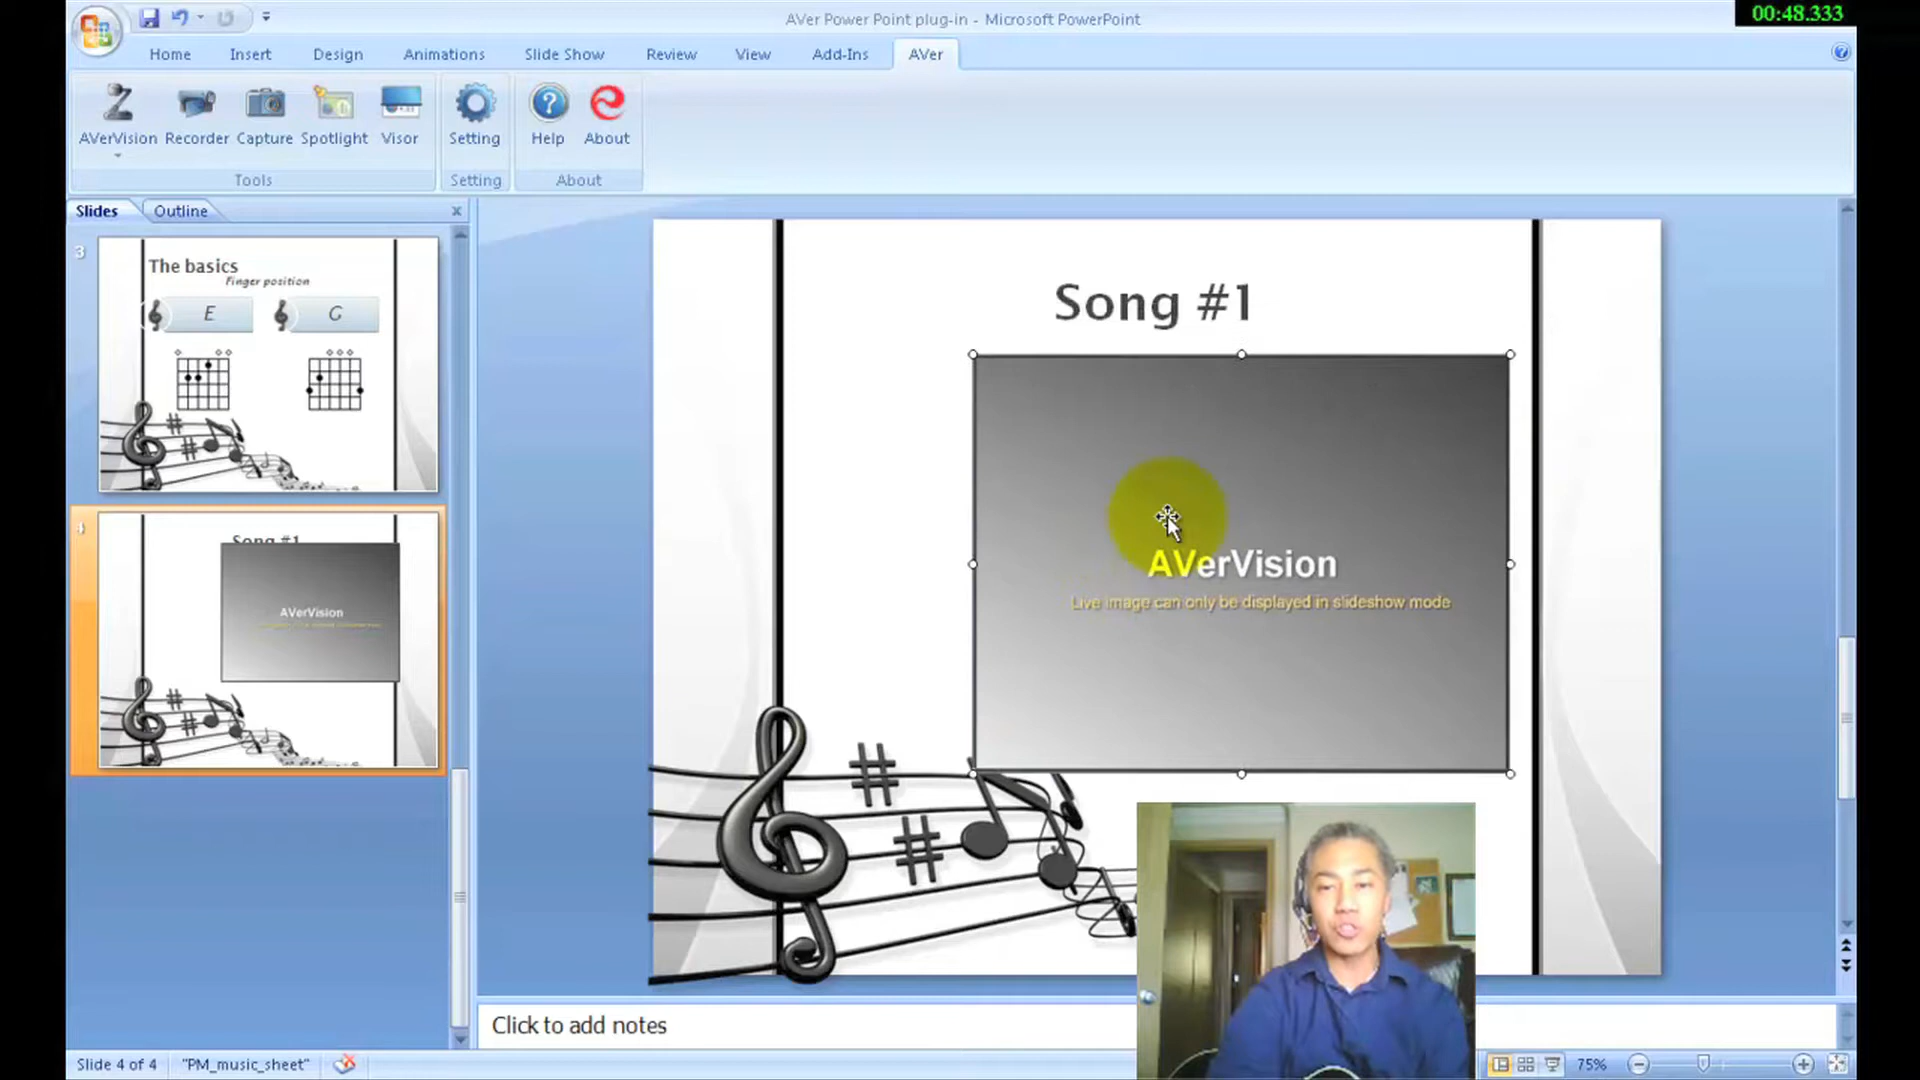 AVer Power Point plug-in - Microsoft PowerPoint
00:48.333
Home Insert Design Animations Slide Show Review View Add-Ins AVer
AVerVision Recorder Capture Spotlight Visor Setting Help About
Tools Setting About
Slides Outline
3
The basics
Finger position
E G
4
Song #1
AVerVision
Song #1
AVerVision
Live image can only be displayed in slideshow mode
Click to add notes
Slide 4 of 4 "PM_music_sheet" 75%